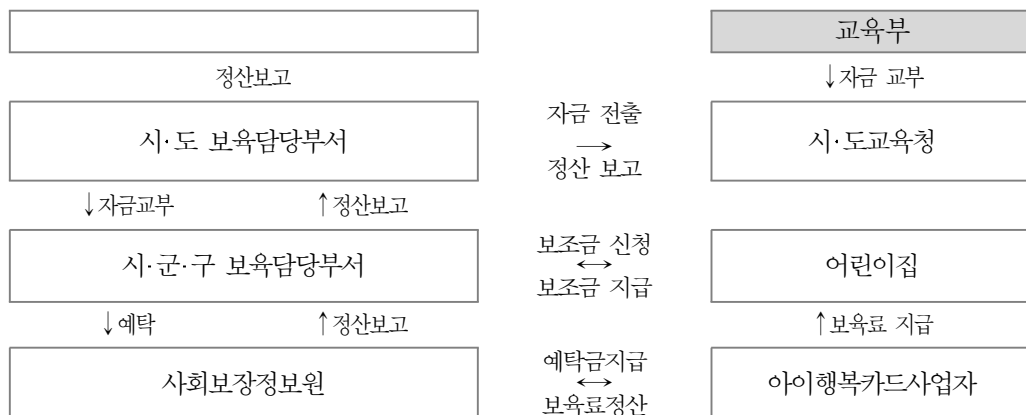 교육부
정산보고
↓자금 교부
시·도 보육담당부서
자금 전출
→
정산 보고
시·도교육청
↓자금교부 ↑정산보고
시·군·구 보육담당부서
보조금 신청
↔
보조금 지급
어린이집
↓예탁 ↑정산보고
↑보육료 지급
사회보장정보원
예탁금지급
↔
보육료정산
아이행복카드사업자